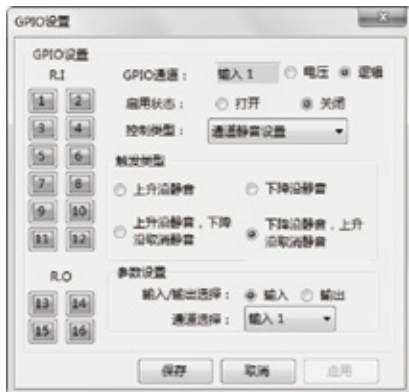 GPIO设置
GPIO设置
R.I
1 2
3 4
5 6
7 8
9 10
11 12
R.O
13 14
15 16
GPIO通道： 输入 1 电压 逻辑
启用状态： 打开 关闭
控制类型： 通道静音设置
触发类型
上升沿静音 下降沿静音
上升沿静音，下降沿取消静音
下降沿静音，上升沿取消静音
参数设置
输入/输出选择： 输入 输出
通道选择： 输入 1
保存 取消 应用